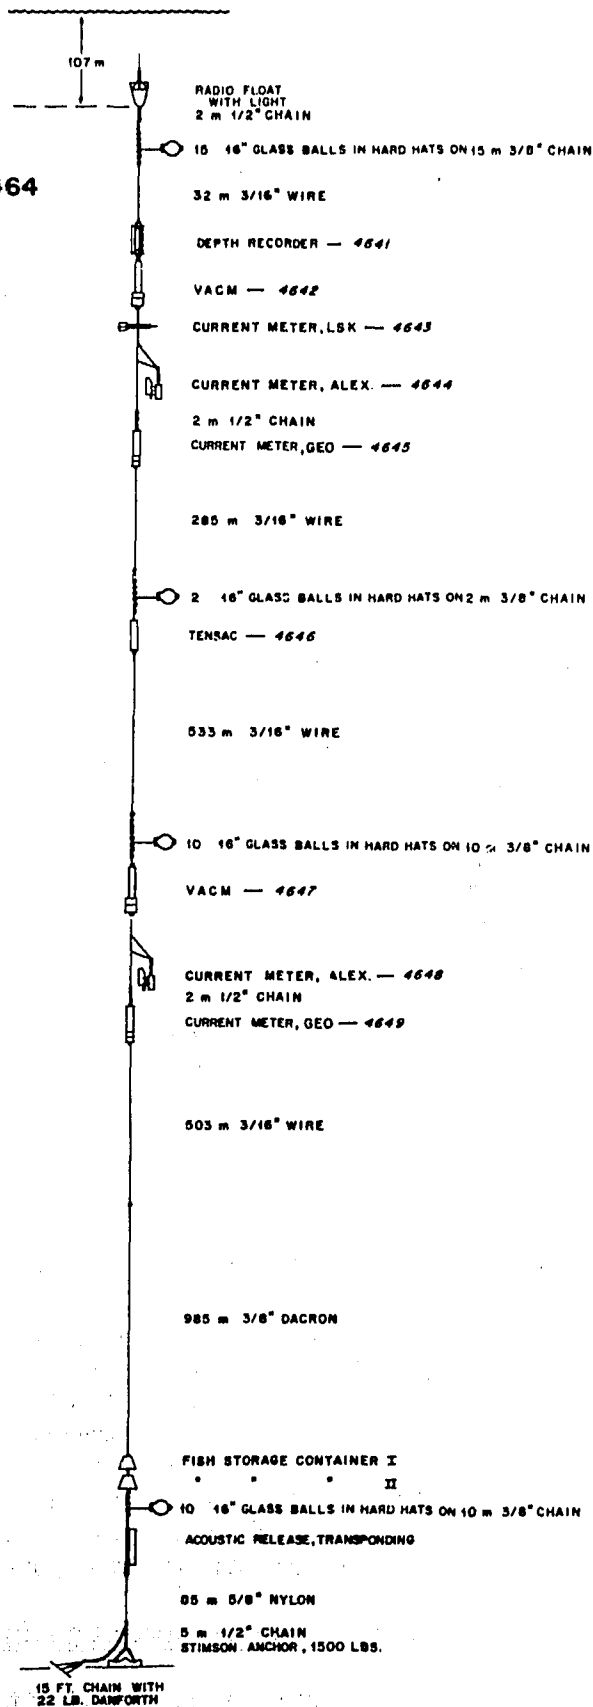 107 m
RADIO FLOAT
WITH LIGHT
2 m 1/2" CHAIN
15 16" GLASS BALLS IN HARD HATS ON 15 m 3/8" CHAIN
464
32 m 3/16" WIRE
DEPTH RECORDER — 4641
VACM — 4642
CURRENT METER, LSK — 4643
CURRENT METER, ALEX. — 4644
2 m 1/2" CHAIN
CURRENT METER, GEO — 4645
285 m 3/16" WIRE
2 16" GLASS BALLS IN HARD HATS ON 2 m 3/8" CHAIN
TENSAC — 4646
533 m 3/16" WIRE
10 16" GLASS BALLS IN HARD HATS ON 10 m 3/8" CHAIN
VACM — 4647
CURRENT METER, ALEX. — 4648
2 m 1/2" CHAIN
CURRENT METER, GEO — 4649
503 m 3/16" WIRE
985 m 3/8" DACRON
FISH STORAGE CONTAINER I
" " " II
10 16" GLASS BALLS IN HARD HATS ON 10 m 3/8" CHAIN
ACOUSTIC RELEASE, TRANSPONDING
m 5/8" NYLON
5 m 1/2" CHAIN
STIMSON ANCHOR, 1500 LBS.
15 FT. CHAIN WITH
22 LB. DANFORTH